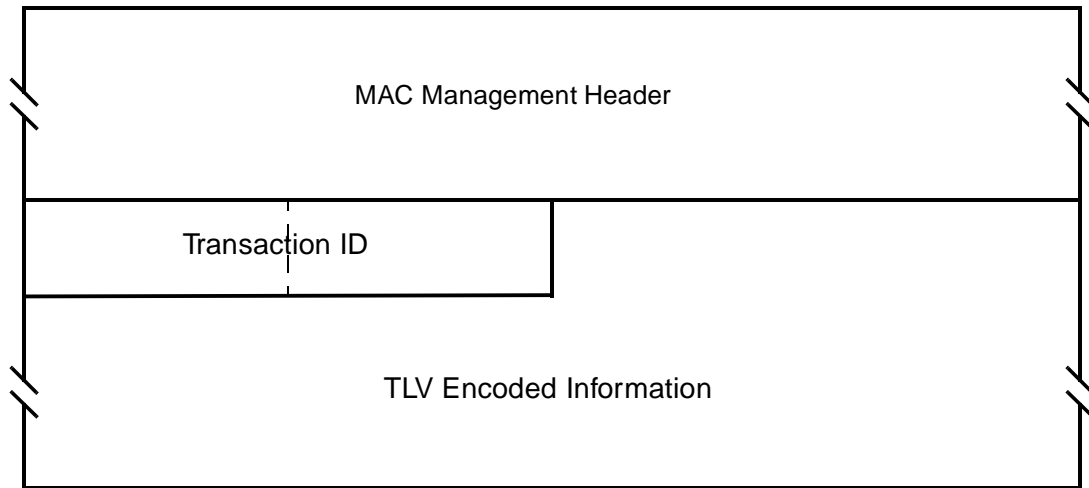 MAC Management Header
Transaction ID
TLV Encoded Information